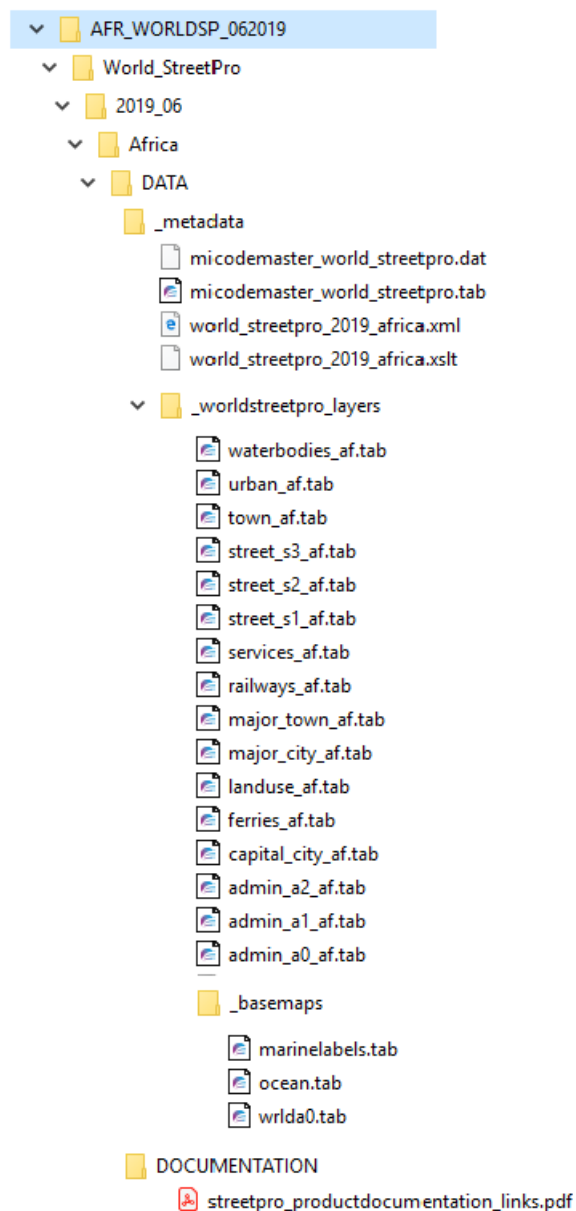 AFR_WORLDSP_062019
World_StreetPro
2019_06
Africa
DATA
_metadata
micodemaster_world_streetpro.dat
micodemaster_world_streetpro.tab
world_streetpro_2019_africa.xml
world_streetpro_2019_africa.xslt
_worldstreetpro_layers
waterbodies_af.tab
urban_af.tab
town_af.tab
street_s3_af.tab
street_s2_af.tab
street_s1_af.tab
services_af.tab
railways_af.tab
major_town_af.tab
major_city_af.tab
landuse_af.tab
ferries_af.tab
capital_city_af.tab
admin_a2_af.tab
admin_a1_af.tab
admin_a0_af.tab
_basemaps
marinelabels.tab
ocean.tab
wrlda0.tab
DOCUMENTATION
streetpro_productdocumentation_links.pdf